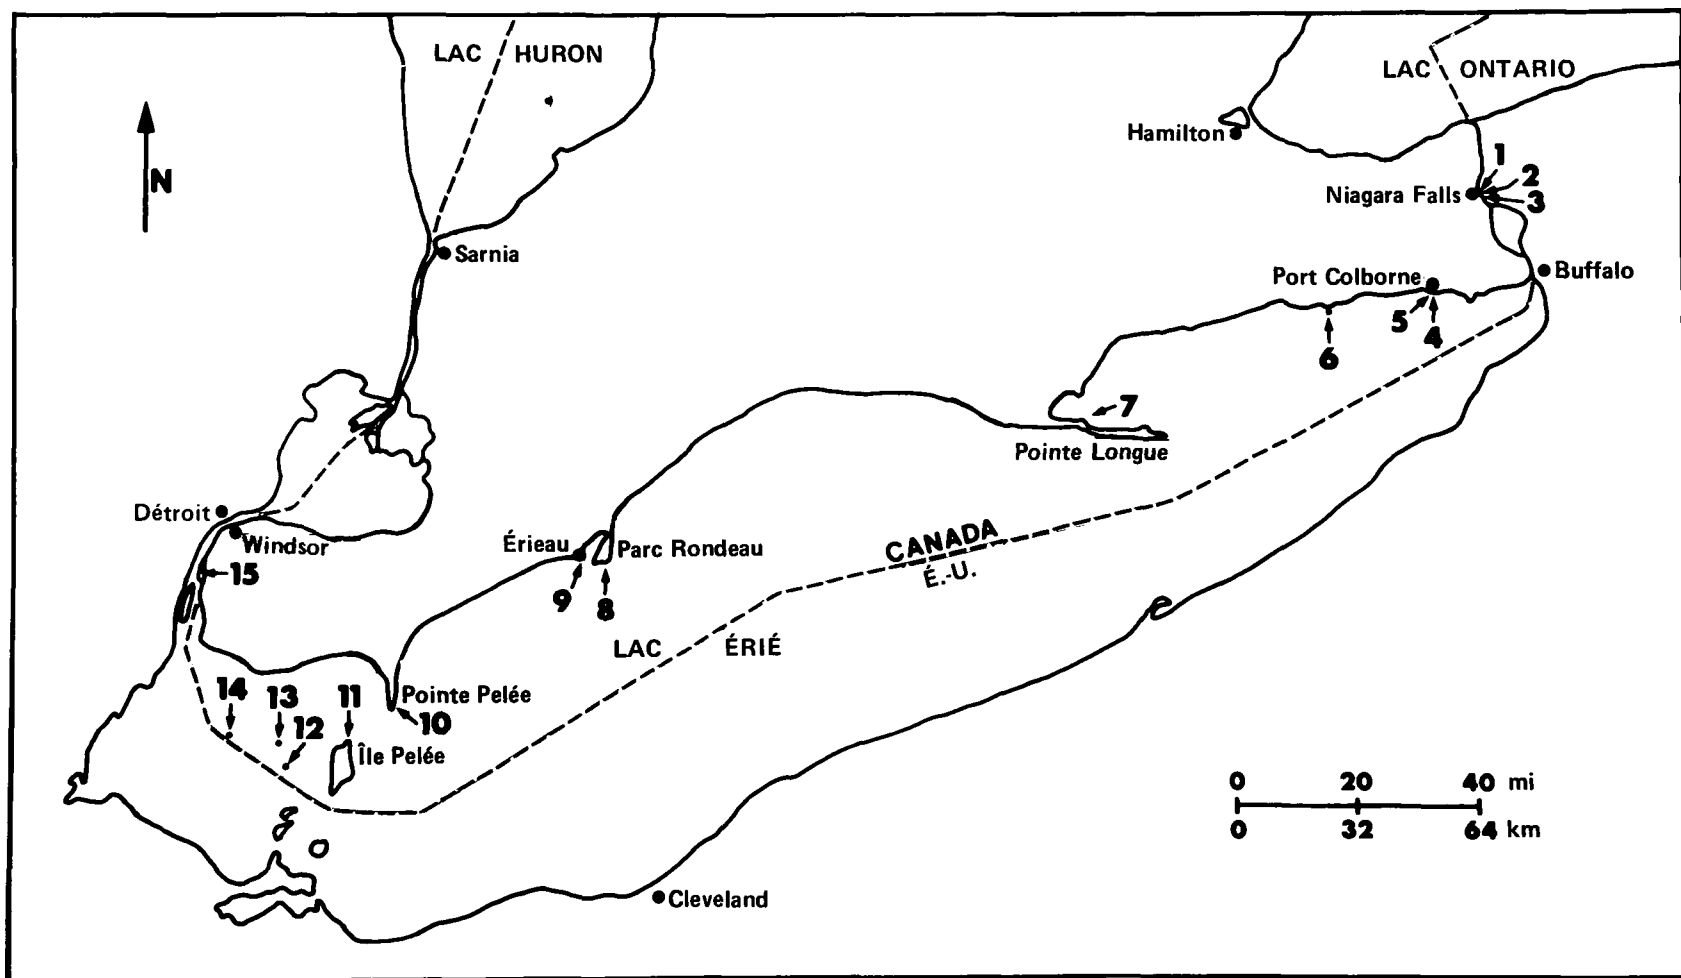 LAC HURON
LAC ONTARIO
Hamilton
N
1
Niagara Falls
2
3
Sarnia
Port Colborne
Buffalo
5
4
6
7
Pointe Longue
Détroit
Windsor
15
Érieau
Parc Rondeau
9
8
CANADA
É.-U.
LAC ÉRIÉ
14
13
12
11
Pointe Pelée
10
Île Pelée
0 20 40 mi
0 32 64 km
Cleveland